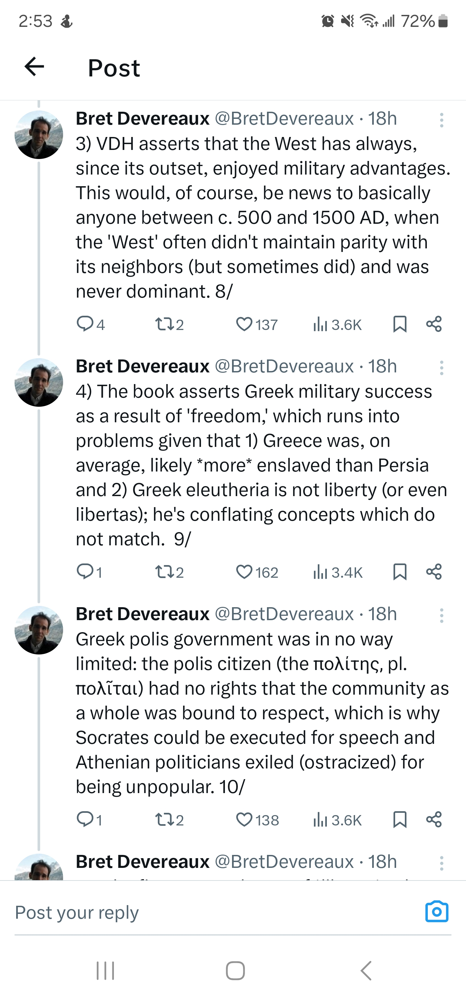 2:53
72%
Post
Bret Devereaux @BretDevereaux · 18h
3) VDH asserts that the West has always,
since its outset, enjoyed military advantages.
This would, of course, be news to basically
anyone between c. 500 and 1500 AD, when
the 'West' often didn't maintain parity with
its neighbors (but sometimes did) and was
never dominant. 8/
4 2 137 3.6K
Bret Devereaux @BretDevereaux · 18h
4) The book asserts Greek military success
as a result of 'freedom,' which runs into
problems given that 1) Greece was, on
average, likely *more* enslaved than Persia
and 2) Greek eleutheria is not liberty (or even
libertas); he's conflating concepts which do
not match.  9/
1 2 162 3.4K
Bret Devereaux @BretDevereaux · 18h
Greek polis government was in no way
limited: the polis citizen (the πολίτης, pl.
πολῖται) had no rights that the community as
a whole was bound to respect, which is why
Socrates could be executed for speech and
Athenian politicians exiled (ostracized) for
being unpopular. 10/
1 2 138 3.6K
Bret Devereaux @BretDevereaux · 18h
Post your reply